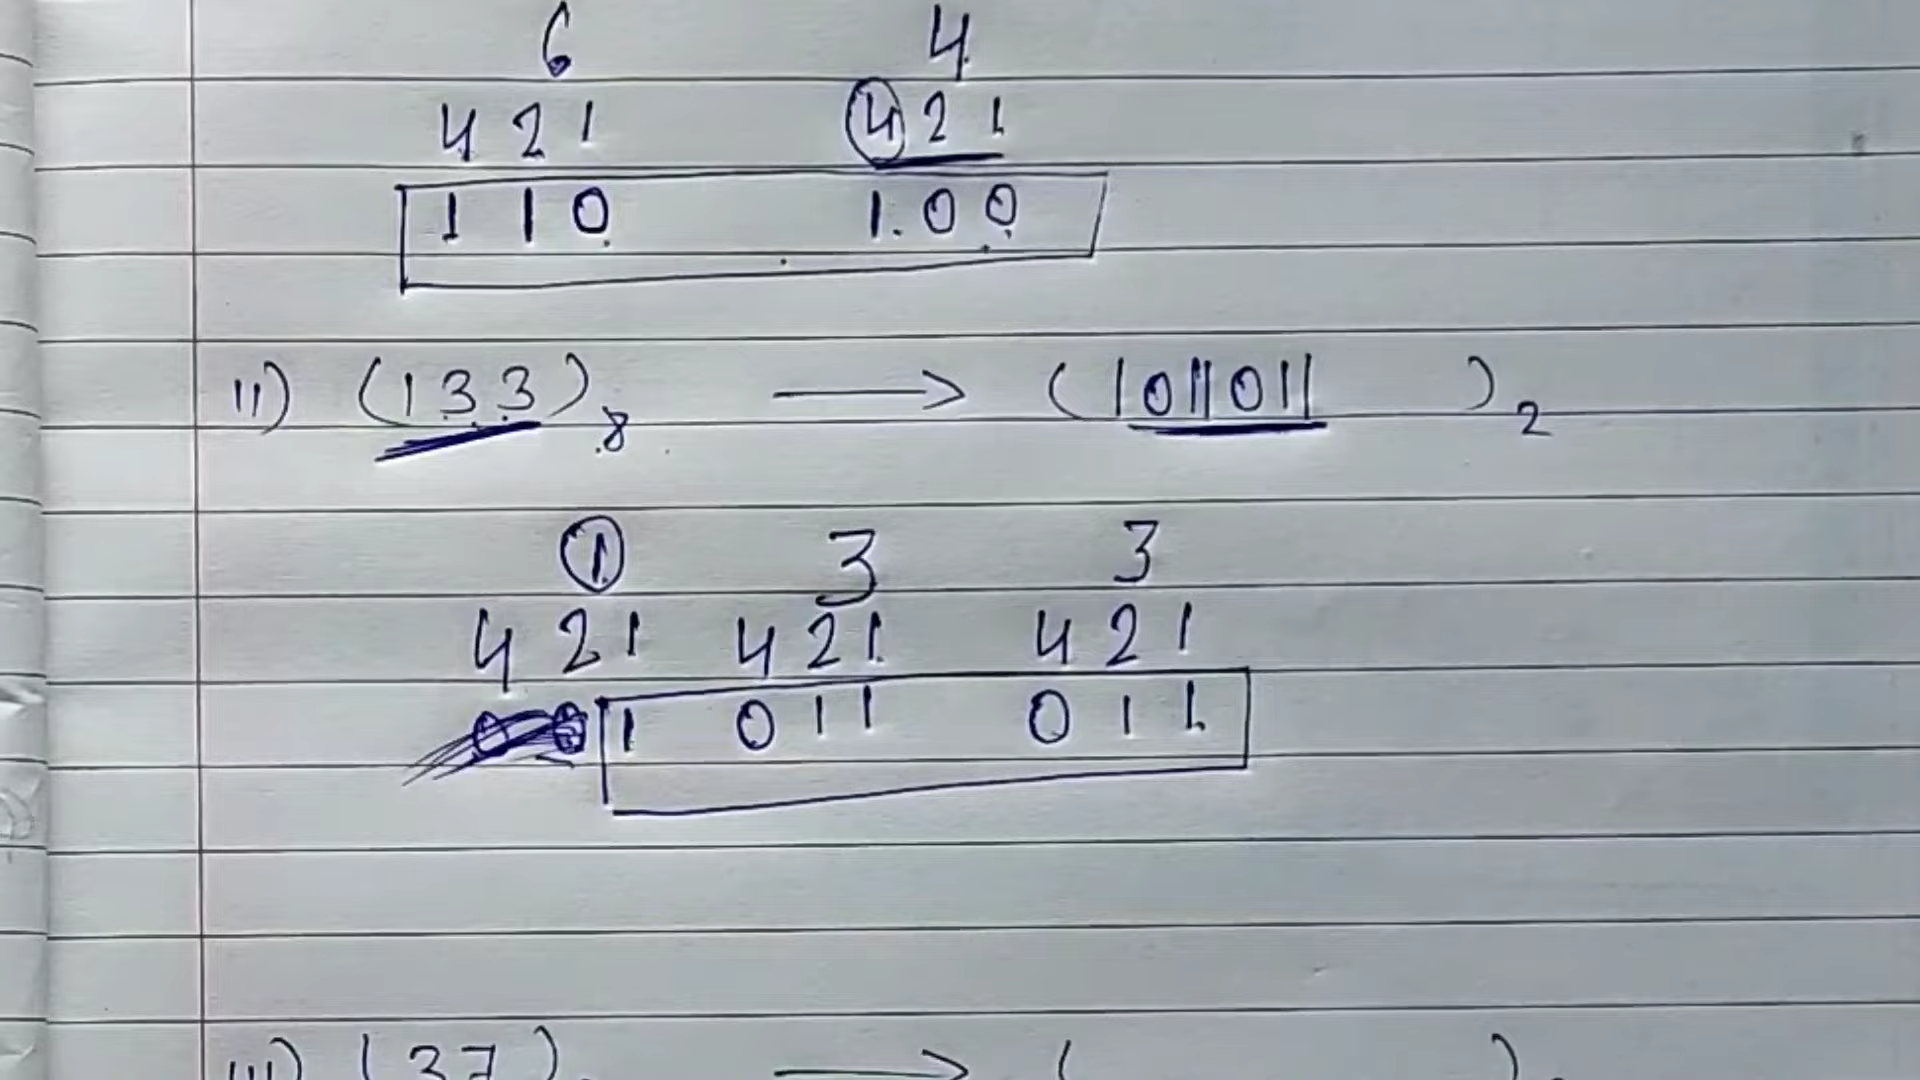 6 4
4 2 1 4 2 1
1 1 0 1 0 0
II) (133)₈ → (1011011)₂
1 3 3
4 2 1 4 2 1 4 2 1
0 0 1 0 1 1 0 1 1
III) (37) → ( )